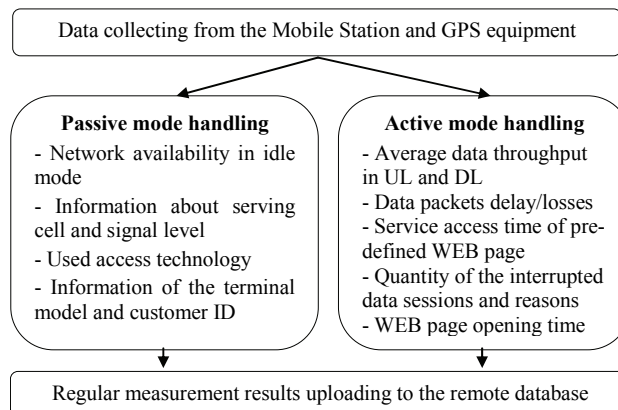 Data collecting from the Mobile Station and GPS equipment
Passive mode handling
- Network availability in idle
mode
- Information about serving
cell and signal level
- Used access technology
- Information of the terminal
model and customer ID
Active mode handling
- Average data throughput
in UL and DL
- Data packets delay/losses
- Service access time of pre-
defined WEB page
- Quantity of the interrupted
data sessions and reasons
- WEB page opening time
Regular measurement results uploading to the remote database